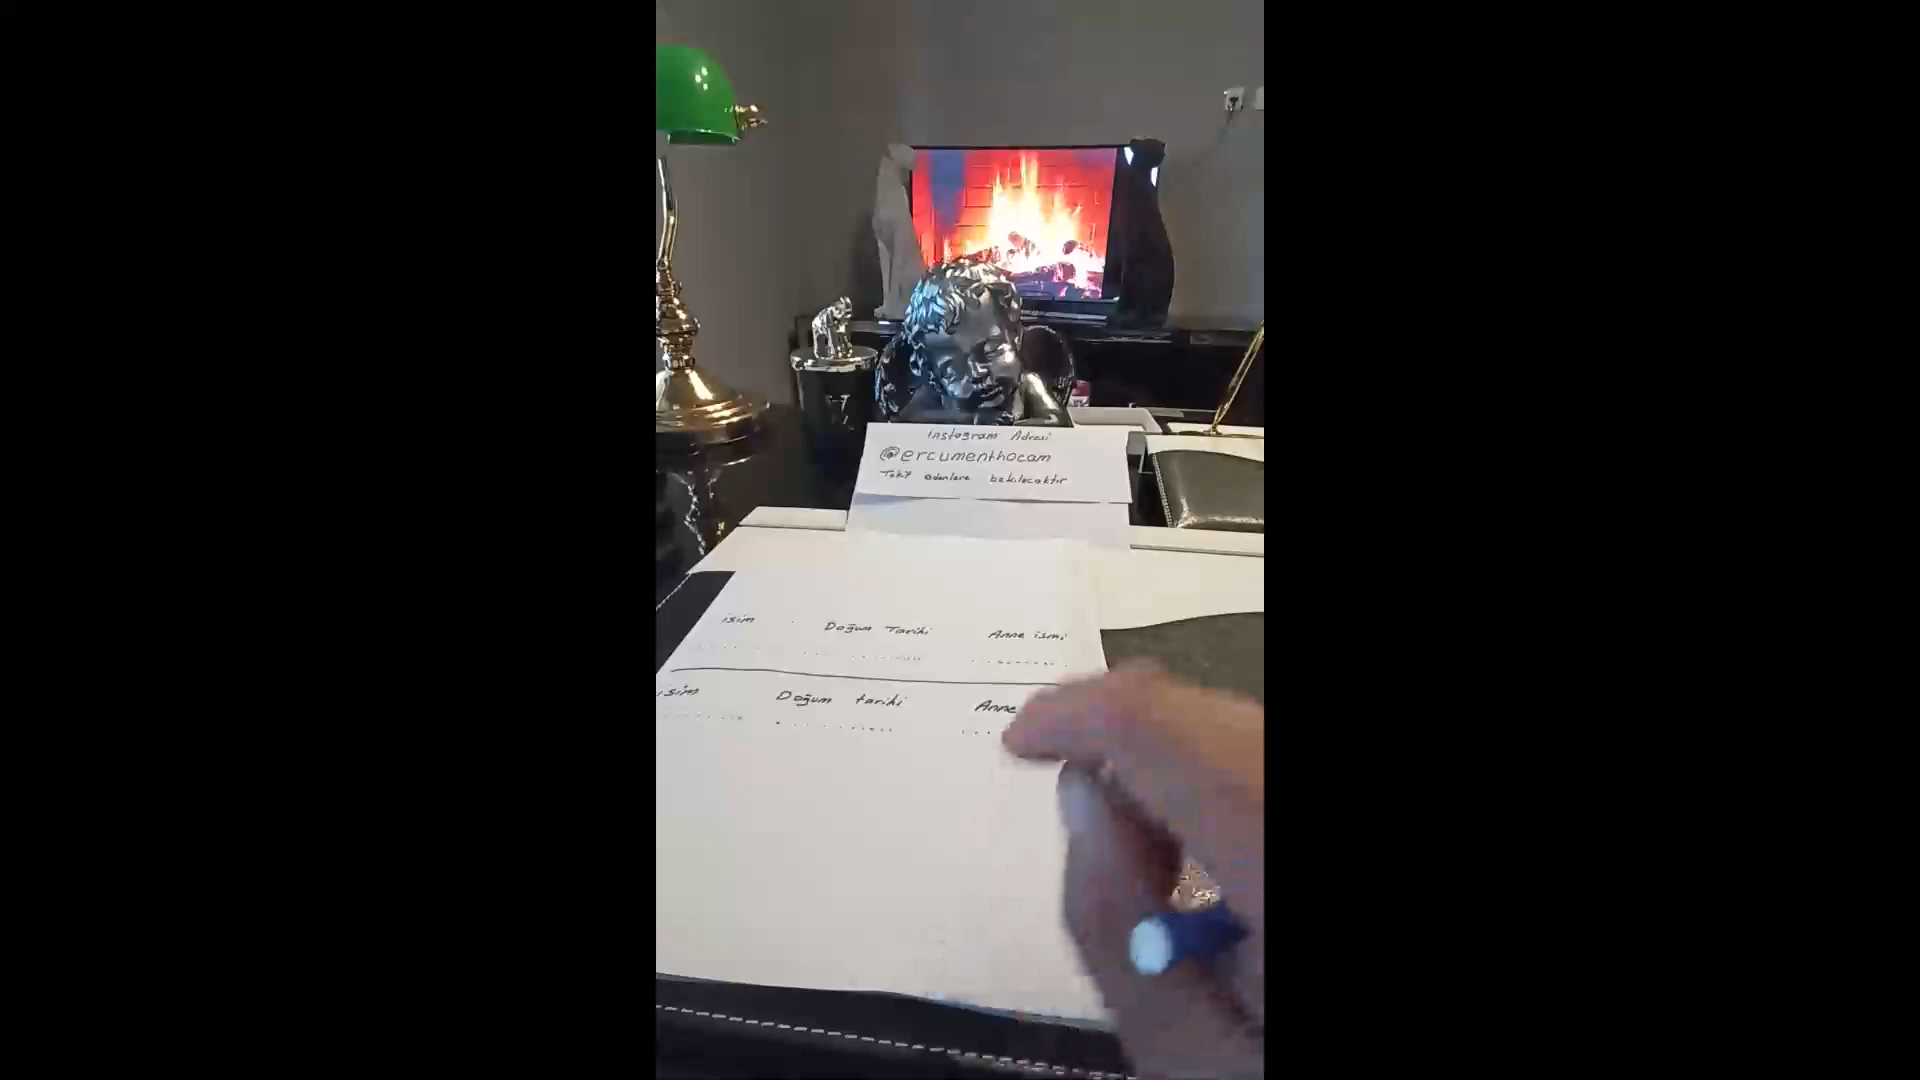 Instagram Adresi
@ercumenthocam
Takip edenlere bakılacaktır
isim Doğum Tarihi Anne ismi
isim Doğum tarihi Anne